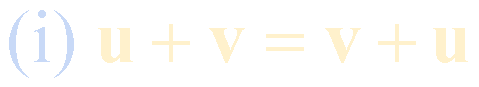 (i) u + v = v + u